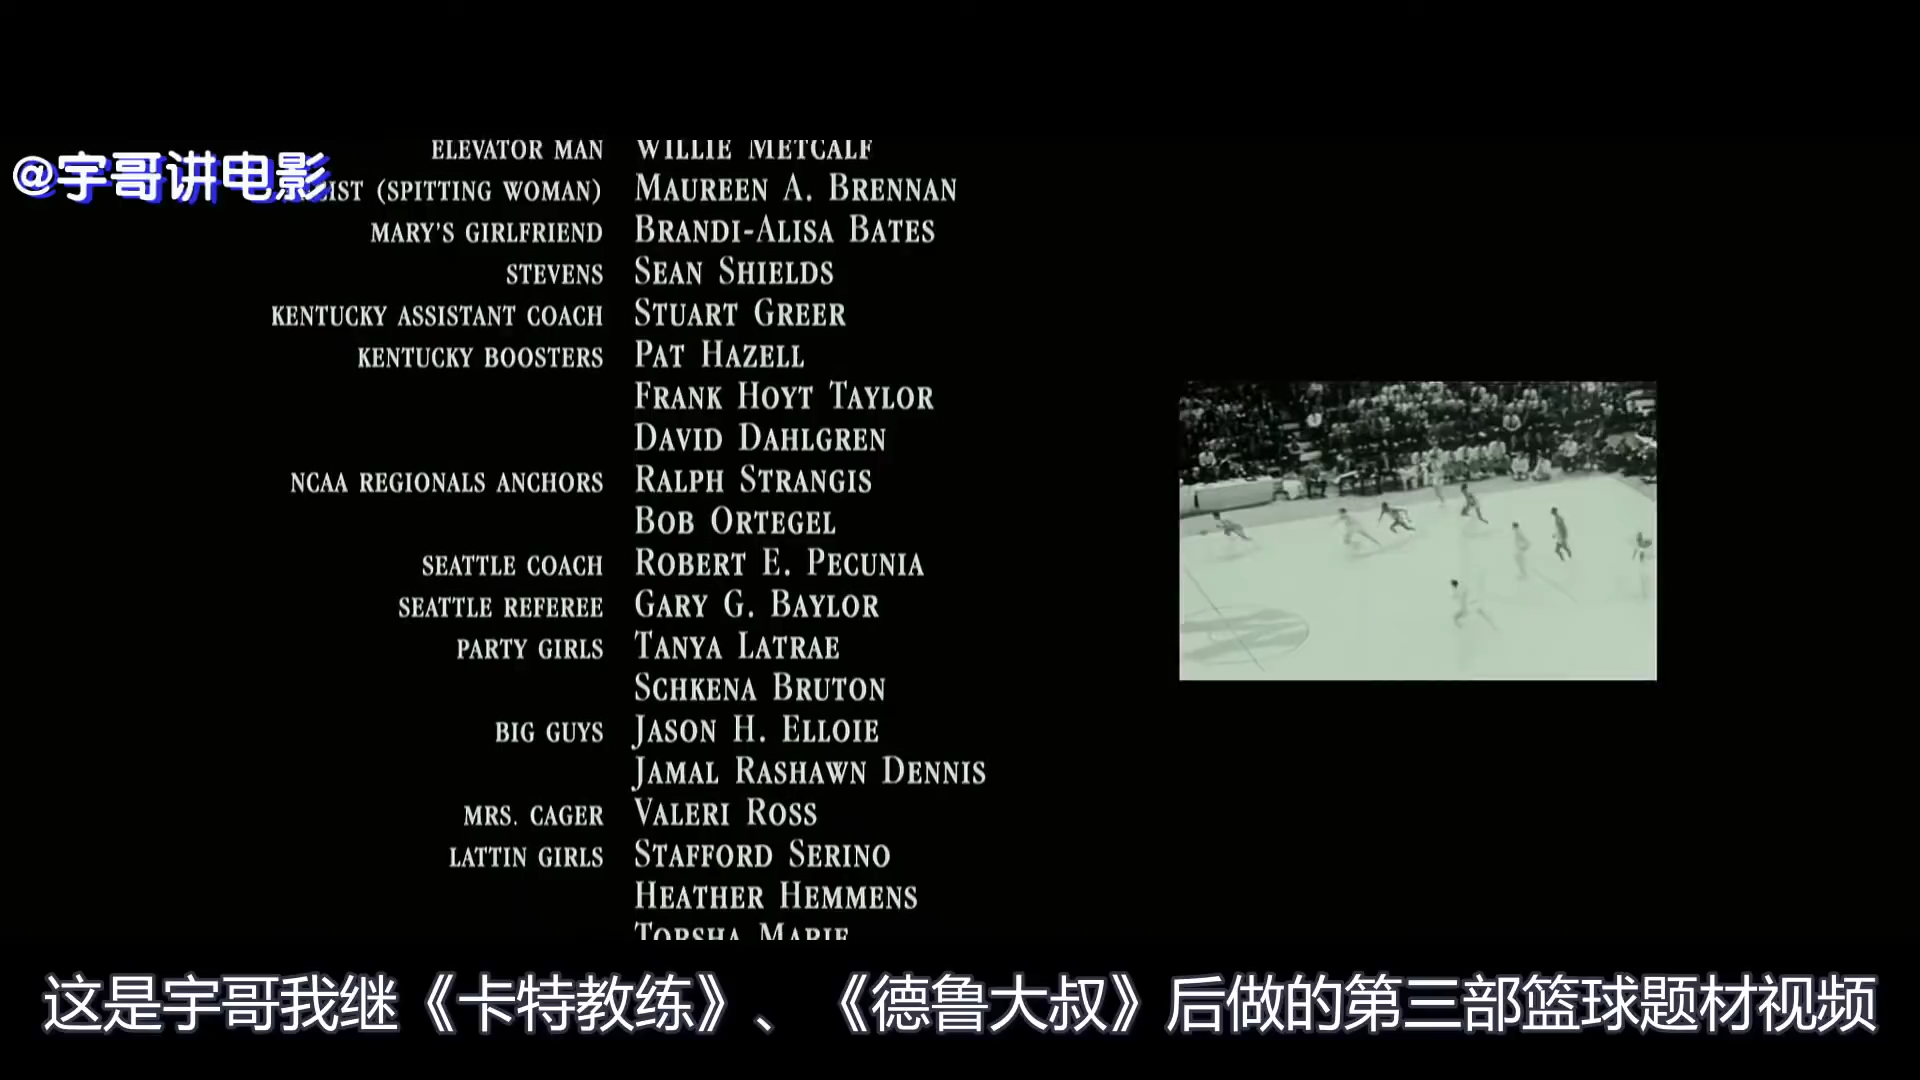 ELEVATOR MAN WILLIE METCALF
@宇哥讲电影
(SPITTING WOMAN) MAUREEN A. BRENNAN
MARY'S GIRLFRIEND BRANDI-ALISA BATES
STEVENS SEAN SHIELDS
KENTUCKY ASSISTANT COACH STUART GREER
KENTUCKY BOOSTERS PAT HAZELL
FRANK HOYT TAYLOR
DAVID DAHLGREN
NCAA REGIONALS ANCHORS RALPH STRANGIS
BOB ORTEGEL
SEATTLE COACH ROBERT E. PECUNIA
SEATTLE REFEREE GARY G. BAYLOR
PARTY GIRLS TANYA LATRAE
SCHKENA BRUTON
BIG GUYS JASON H. ELLOIE
JAMAL RASHAWN DENNIS
MRS. CAGER VALERI ROSS
LATTIN GIRLS STAFFORD SERINO
HEATHER HEMMENS
TORSHA MARIE
这是宇哥我继《卡特教练》、《德鲁大叔》后做的第三部篮球题材视频